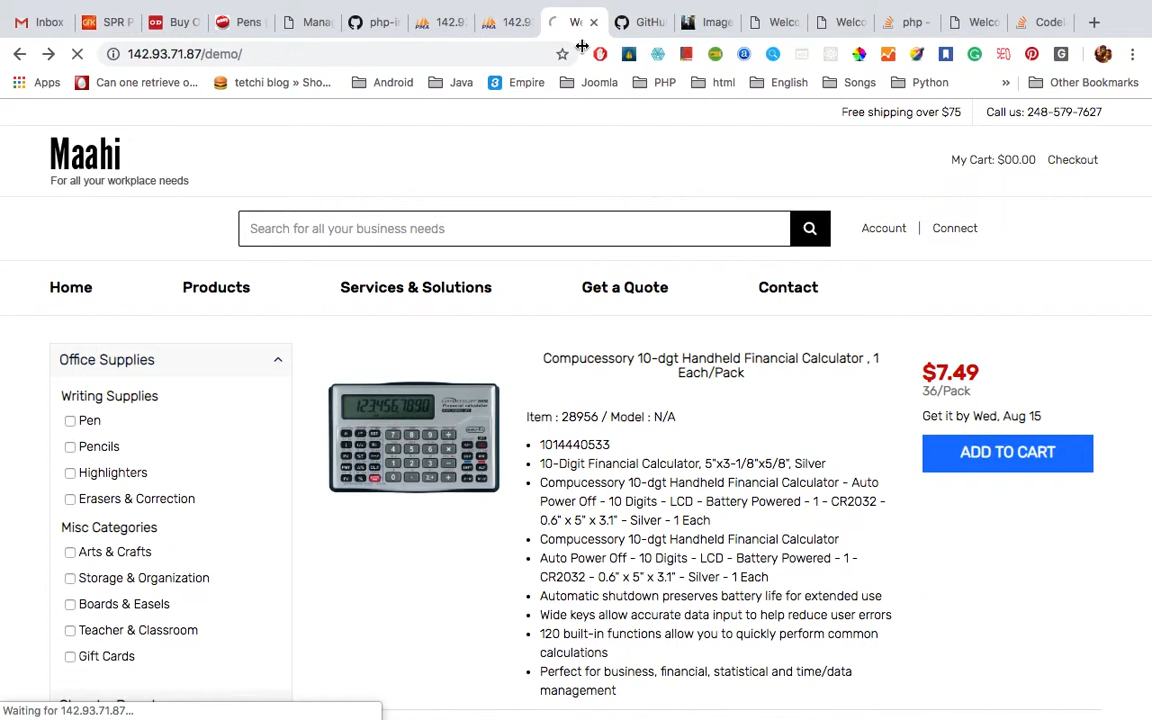 Inbox SPR P Buy O Pens | Mana php-i 142.9 142.93 We GitHu Image Welco Welco php - Welco Codel
142.93.71.87/demo/
Apps Can one retrieve o... tetchi blog » Sho... Android Java Empire Joomla PHP html English Songs Python » Other Bookmarks
Free shipping over $75 Call us: 248-579-7627
Maahi
For all your workplace needs
My Cart: $00.00 Checkout
Search for all your business needs
Account | Connect
Home Products Services & Solutions Get a Quote Contact
Office Supplies
Writing Supplies
Pen
Pencils
Highlighters
Erasers & Correction
Misc Categories
Arts & Crafts
Storage & Organization
Boards & Easels
Teacher & Classroom
Gift Cards
Compucessory 10-dgt Handheld Financial Calculator , 1
Each/Pack
Item : 28956 / Model : N/A
• 1014440533
• 10-Digit Financial Calculator, 5"x3-1/8"x5/8", Silver
• Compucessory 10-dgt Handheld Financial Calculator - Auto
Power Off - 10 Digits - LCD - Battery Powered - 1 - CR2032 -
0.6" x 5" x 3.1" - Silver - 1 Each
• Compucessory 10-dgt Handheld Financial Calculator
• Auto Power Off - 10 Digits - LCD - Battery Powered - 1 -
CR2032 - 0.6" x 5" x 3.1" - Silver - 1 Each
• Automatic shutdown preserves battery life for extended use
• Wide keys allow accurate data input to help reduce user errors
• 120 built-in functions allow you to quickly perform common
calculations
• Perfect for business, financial, statistical and time/data
management
$7.49
36/Pack
Get it by Wed, Aug 15
ADD TO CART
Waiting for 142.93.71.87...